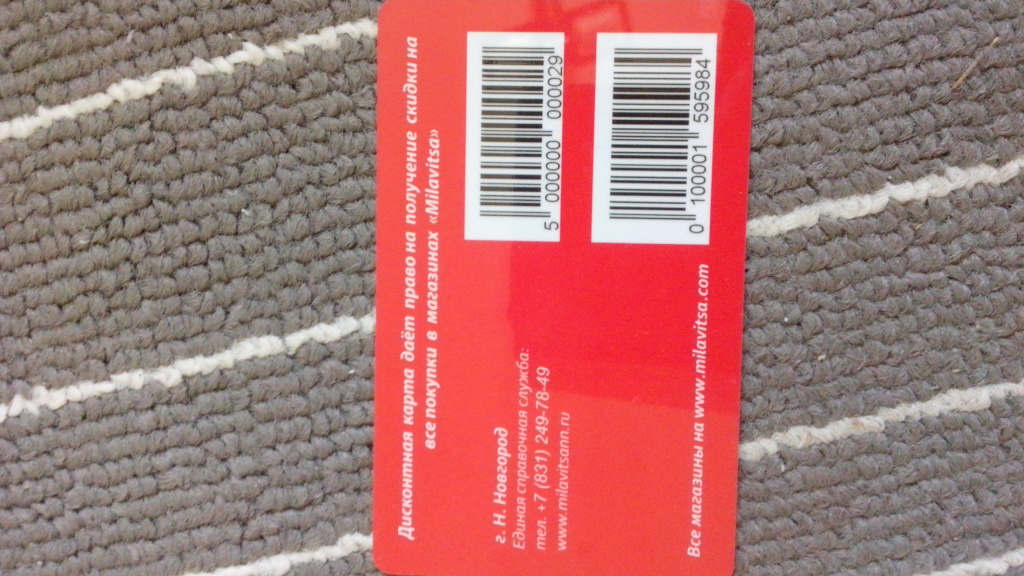 Дисконтная карта даёт право на получение скидки на
все покупки в магазинах «Milavitsa»
г. Н. Новгород
Единая справочная служба:
тел. +7 (831) 249-78-49
www.milavitsann.ru
5 000000 000029
0 100001 595984
Все магазины на www.milavitsa.com